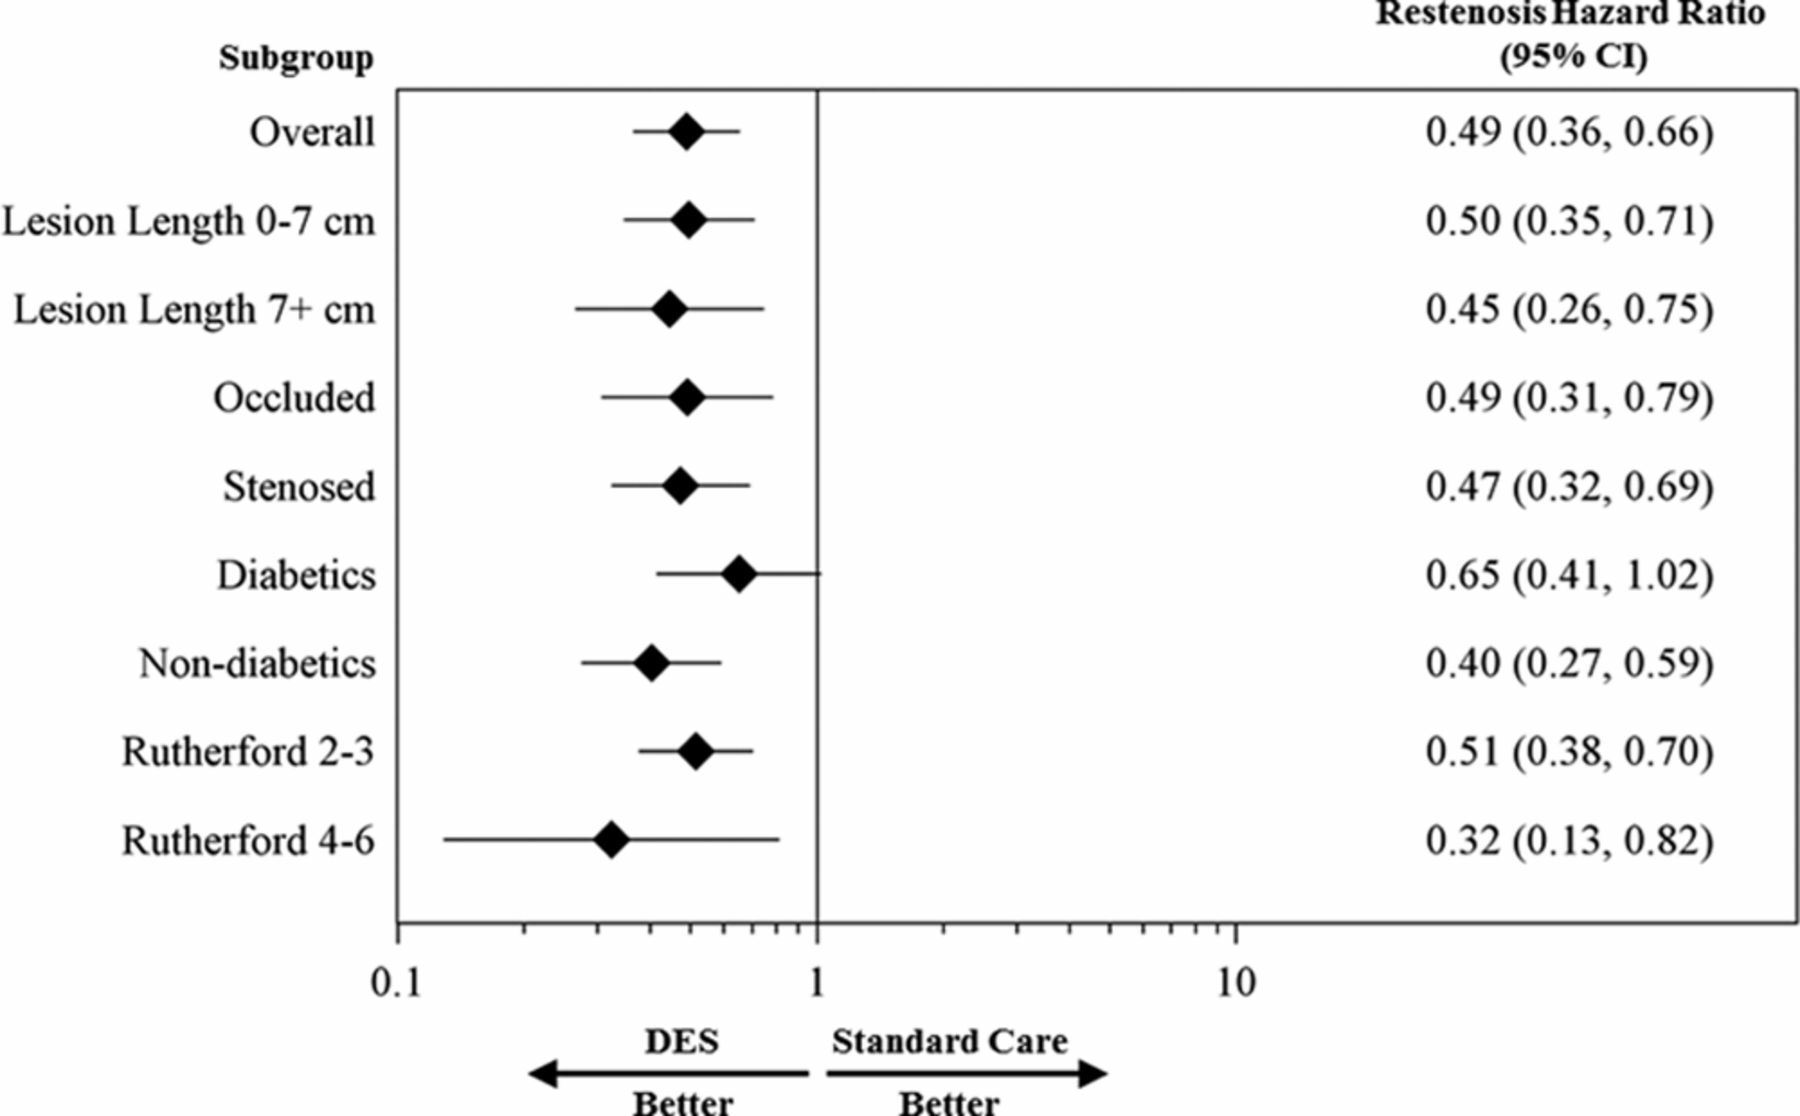 Restenosis Hazard Ratio
Subgroup (95% CI)
Overall 0.49 (0.36, 0.66)
Lesion Length 0-7 cm 0.50 (0.35, 0.71)
Lesion Length 7+ cm 0.45 (0.26, 0.75)
Occluded 0.49 (0.31, 0.79)
Stenosed 0.47 (0.32, 0.69)
Diabetics 0.65 (0.41, 1.02)
Non-diabetics 0.40 (0.27, 0.59)
Rutherford 2-3 0.51 (0.38, 0.70)
Rutherford 4-6 0.32 (0.13, 0.82)
0.1 1 10
DES Standard Care
Better Better